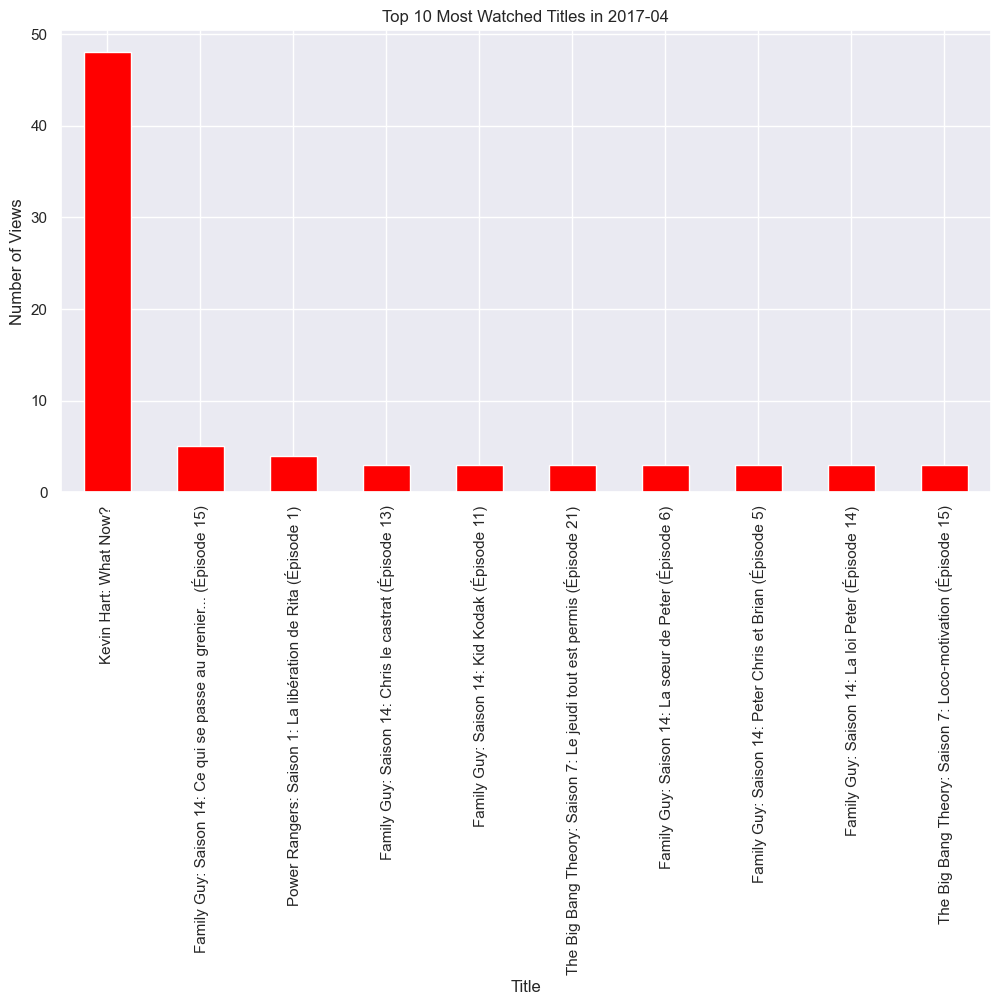 Top 10 Most Watched Titles in 2017-04
Number of Views
50
40
30
20
10
0
Kevin Hart: What Now?
Family Guy: Saison 14: Ce qui se passe au grenier... (Épisode 15)
Power Rangers: Saison 1: La libération de Rita (Épisode 1)
Family Guy: Saison 14: Chris le castrat (Épisode 13)
Family Guy: Saison 14: Kid Kodak (Épisode 11)
The Big Bang Theory: Saison 7: Le jeudi tout est permis (Épisode 21)
Family Guy: Saison 14: La sœur de Peter (Épisode 6)
Family Guy: Saison 14: Peter Chris et Brian (Épisode 5)
Family Guy: Saison 14: La loi Peter (Épisode 14)
The Big Bang Theory: Saison 7: Loco-motivation (Épisode 15)
Title